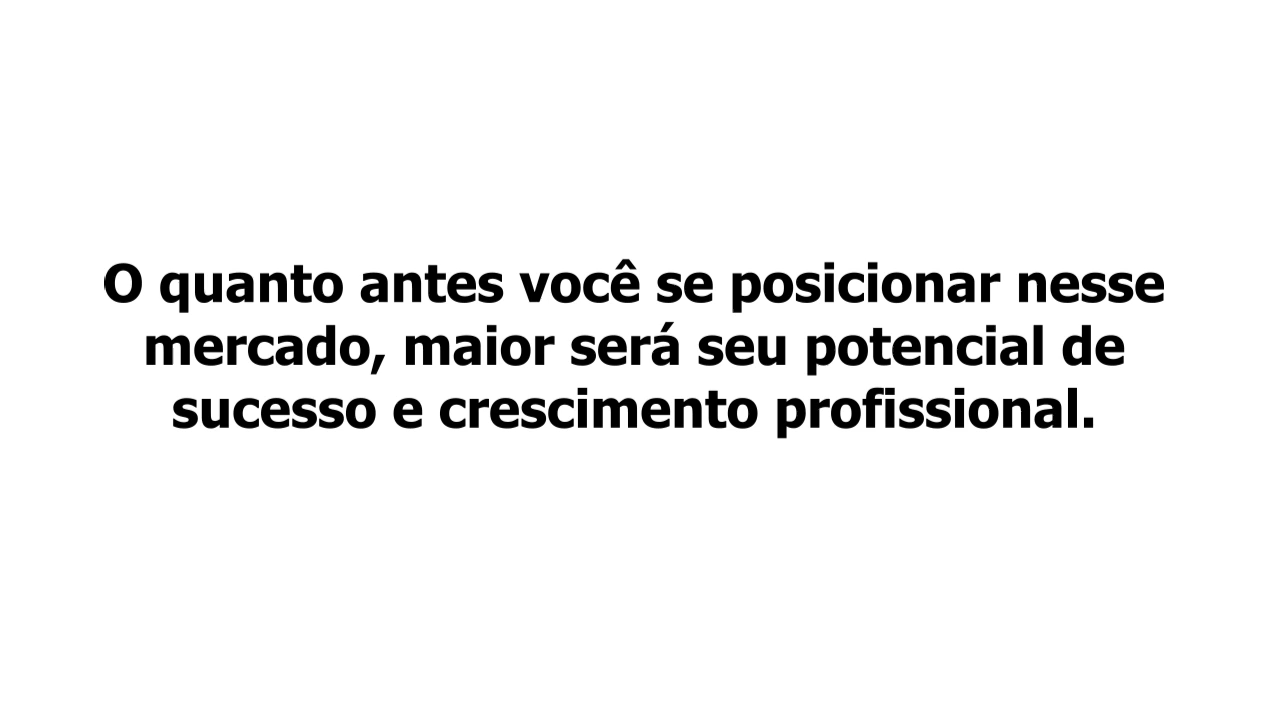 O quanto antes você se posicionar nesse
mercado, maior será seu potencial de
sucesso e crescimento profissional.